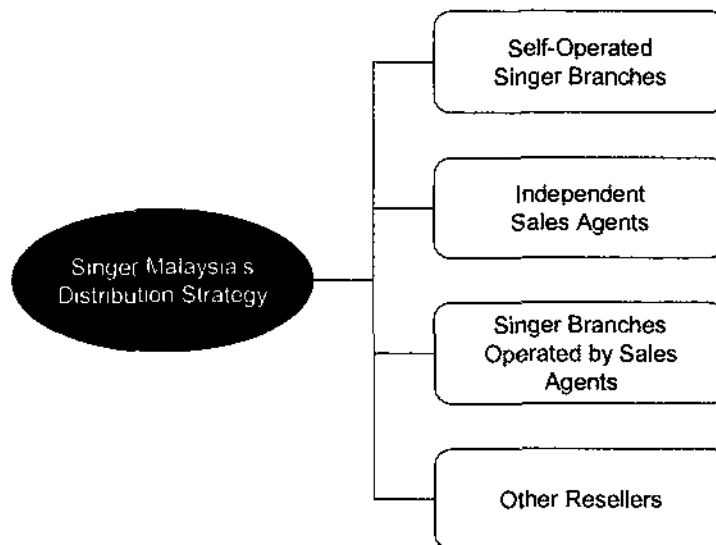 Self-Operated
Singer Branches
Independent
Sales Agents
Singer Malaysia s
Distribution Strategy
Singer Branches
Operated by Sales
Agents
Other Resellers